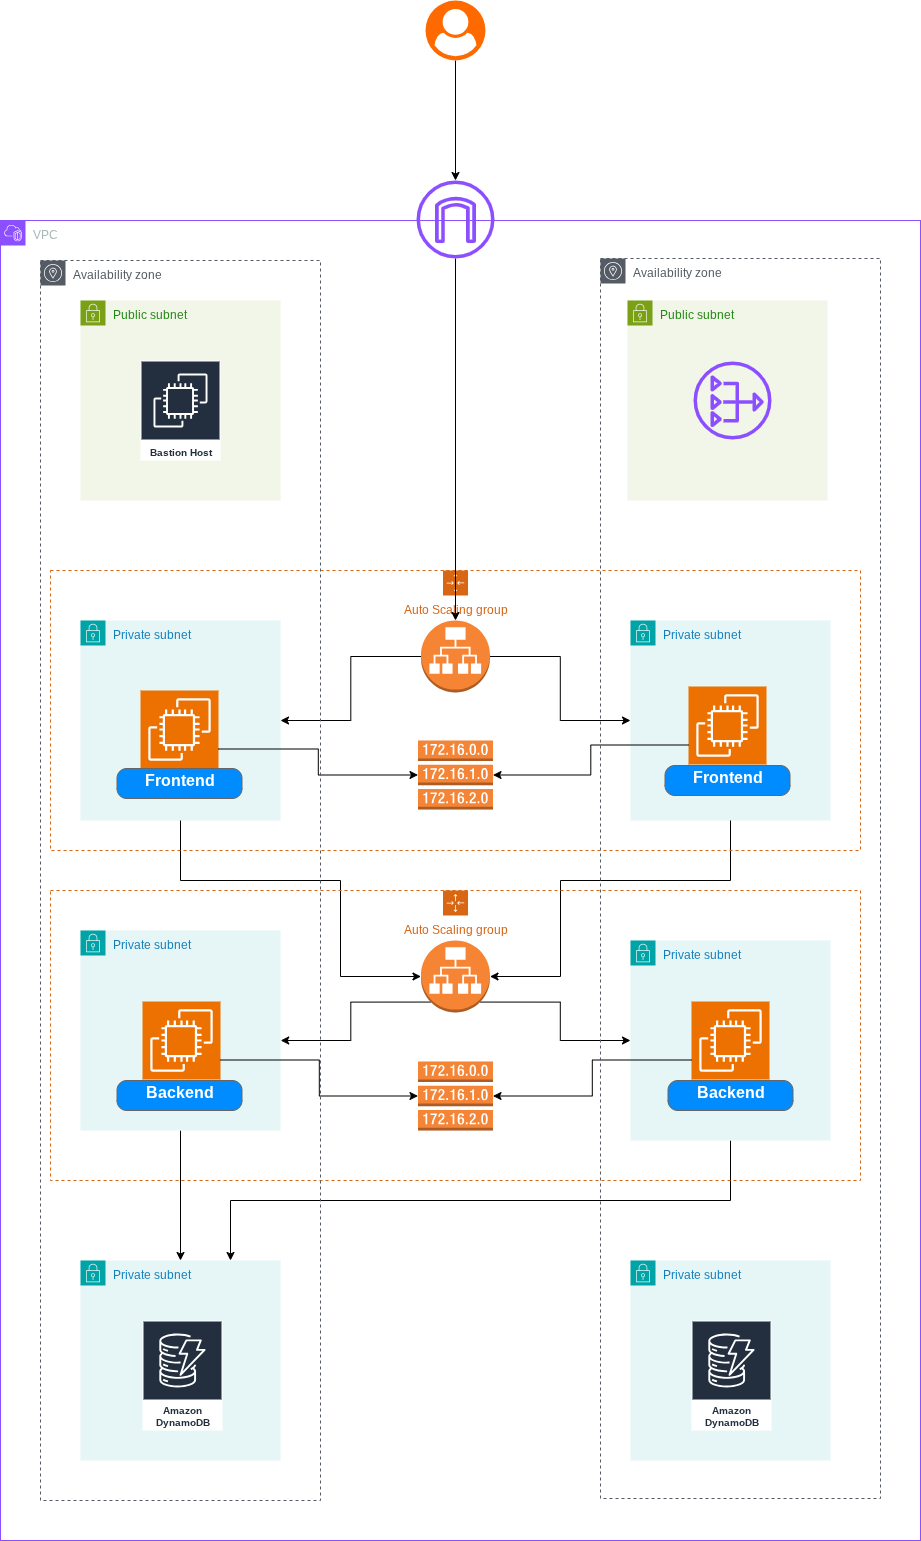 VPC
Availability zone
Availability zone
Public subnet
Public subnet
Bastion Host
Auto Scaling group
Private subnet
Private subnet
172.16.0.0
172.16.1.0
172.16.2.0
Frontend
Frontend
Auto Scaling group
Private subnet
Private subnet
172.16.0.0
172.16.1.0
172.16.2.0
Backend
Backend
Private subnet
Private subnet
Amazon
DynamoDB
Amazon
DynamoDB